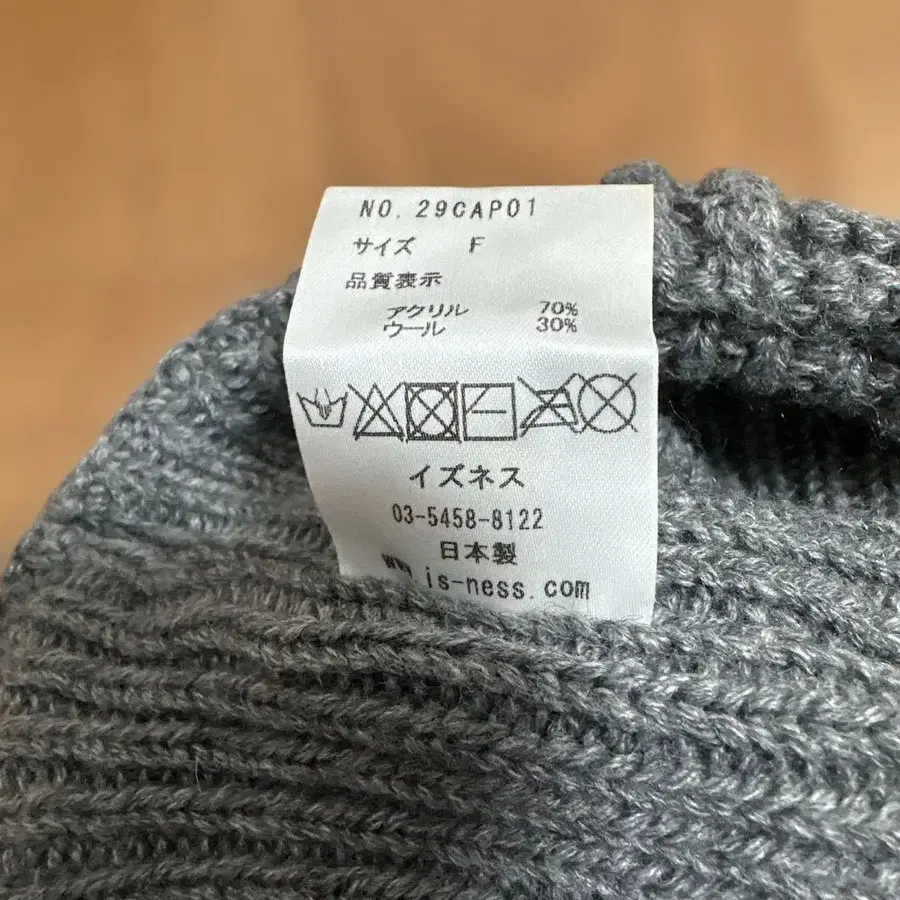 NO. 29CAP01
サイズ F
品質表示
アクリル 70%
ウール 30%
イズネス
03-5458-8122
日本製
www.is-ness.com